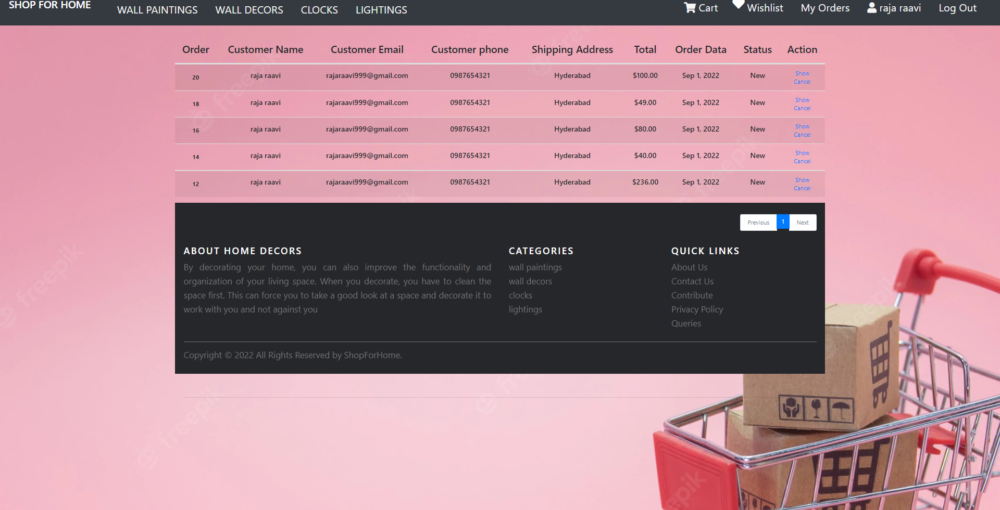 SHOP FOR HOME WALL PAINTINGS WALL DECORS CLOCKS LIGHTINGS Cart Wishlist My Orders raja raavi Log Out
Order Customer Name Customer Email Customer phone Shipping Address Total Order Data Status Action
20 raja raavi rajaraavi999@gmail.com 0987654321 Hyderabad $100.00 Sep 1, 2022 New Show
Cancel
18 raja raavi rajaraavi999@gmail.com 0987654321 Hyderabad $49.00 Sep 1, 2022 New Show
Cancel
16 raja raavi rajaraavi999@gmail.com 0987654321 Hyderabad $80.00 Sep 1, 2022 New Show
Cancel
14 raja raavi rajaraavi999@gmail.com 0987654321 Hyderabad $40.00 Sep 1, 2022 New Show
Cancel
12 raja raavi rajaraavi999@gmail.com 0987654321 Hyderabad $236.00 Sep 1, 2022 New Show
Cancel
Previous 1 Next
ABOUT HOME DECORS
By decorating your home, you can also improve the functionality and
organization of your living space. When you decorate, you have to clean the
space first. This can force you to take a good look at a space and decorate it to
work with you and not against you
CATEGORIES
wall paintings
wall decors
clocks
lightings
QUICK LINKS
About Us
Contact Us
Contribute
Privacy Policy
Queries
Copyright © 2022 All Rights Reserved by ShopForHome.
freepik
freepik
freepik
freepik